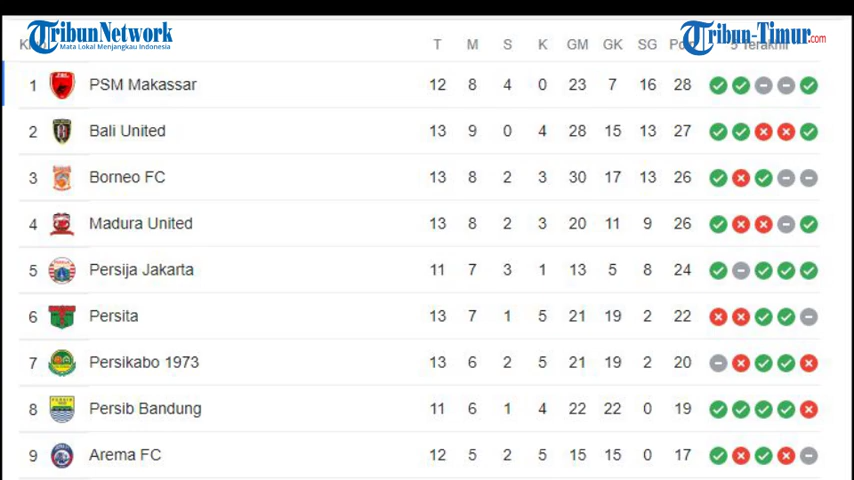 TribunNetwork
Mata Lokal Menjangkau Indonesia
Tribun-Timur.com
T M S K GM GK SG
1 PSM Makassar 12 8 4 0 23 7 16 28
2 Bali United 13 9 0 4 28 15 13 27
3 Borneo FC 13 8 2 3 30 17 13 26
4 Madura United 13 8 2 3 20 11 9 26
5 Persija Jakarta 11 7 3 1 13 5 8 24
6 Persita 13 7 1 5 21 19 2 22
7 Persikabo 1973 13 6 2 5 21 19 2 20
8 Persib Bandung 11 6 1 4 22 22 0 19
9 Arema FC 12 5 2 5 15 15 0 17